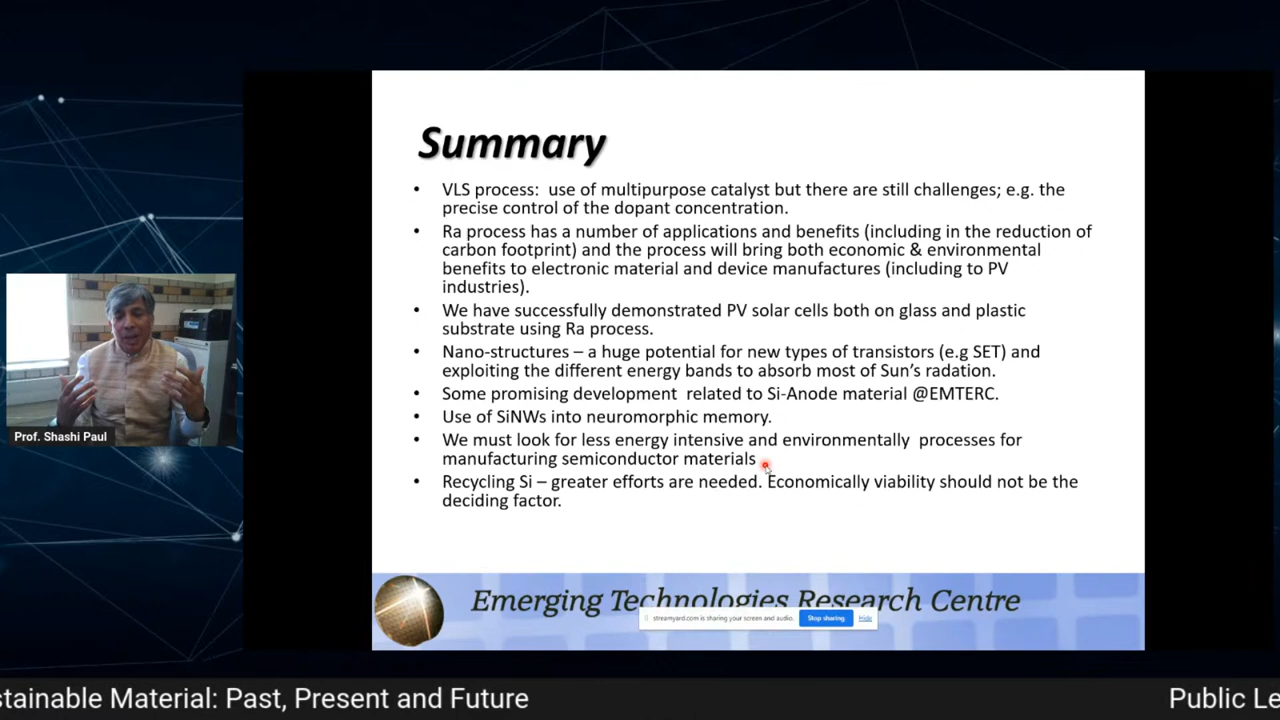 Summary
• VLS process: use of multipurpose catalyst but there are still challenges; e.g. the
precise control of the dopant concentration.
• Ra process has a number of applications and benefits (including in the reduction of
carbon footprint) and the process will bring both economic & environmental
benefits to electronic material and device manufactures (including to PV
industries).
• We have successfully demonstrated PV solar cells both on glass and plastic
substrate using Ra process.
• Nano-structures – a huge potential for new types of transistors (e.g SET) and
exploiting the different energy bands to absorb most of Sun's radation.
• Some promising development related to Si-Anode material @EMTERC.
• Use of SiNWs into neuromorphic memory.
• We must look for less energy intensive and environmentally processes for
manufacturing semiconductor materials
• Recycling Si – greater efforts are needed. Economically viability should not be the
deciding factor.
Prof. Shashi Paul
Emerging Technologies Research Centre
streamyard.com is sharing your screen and audio. Stop sharing Hide
stainable Material: Past, Present and Future Public Le